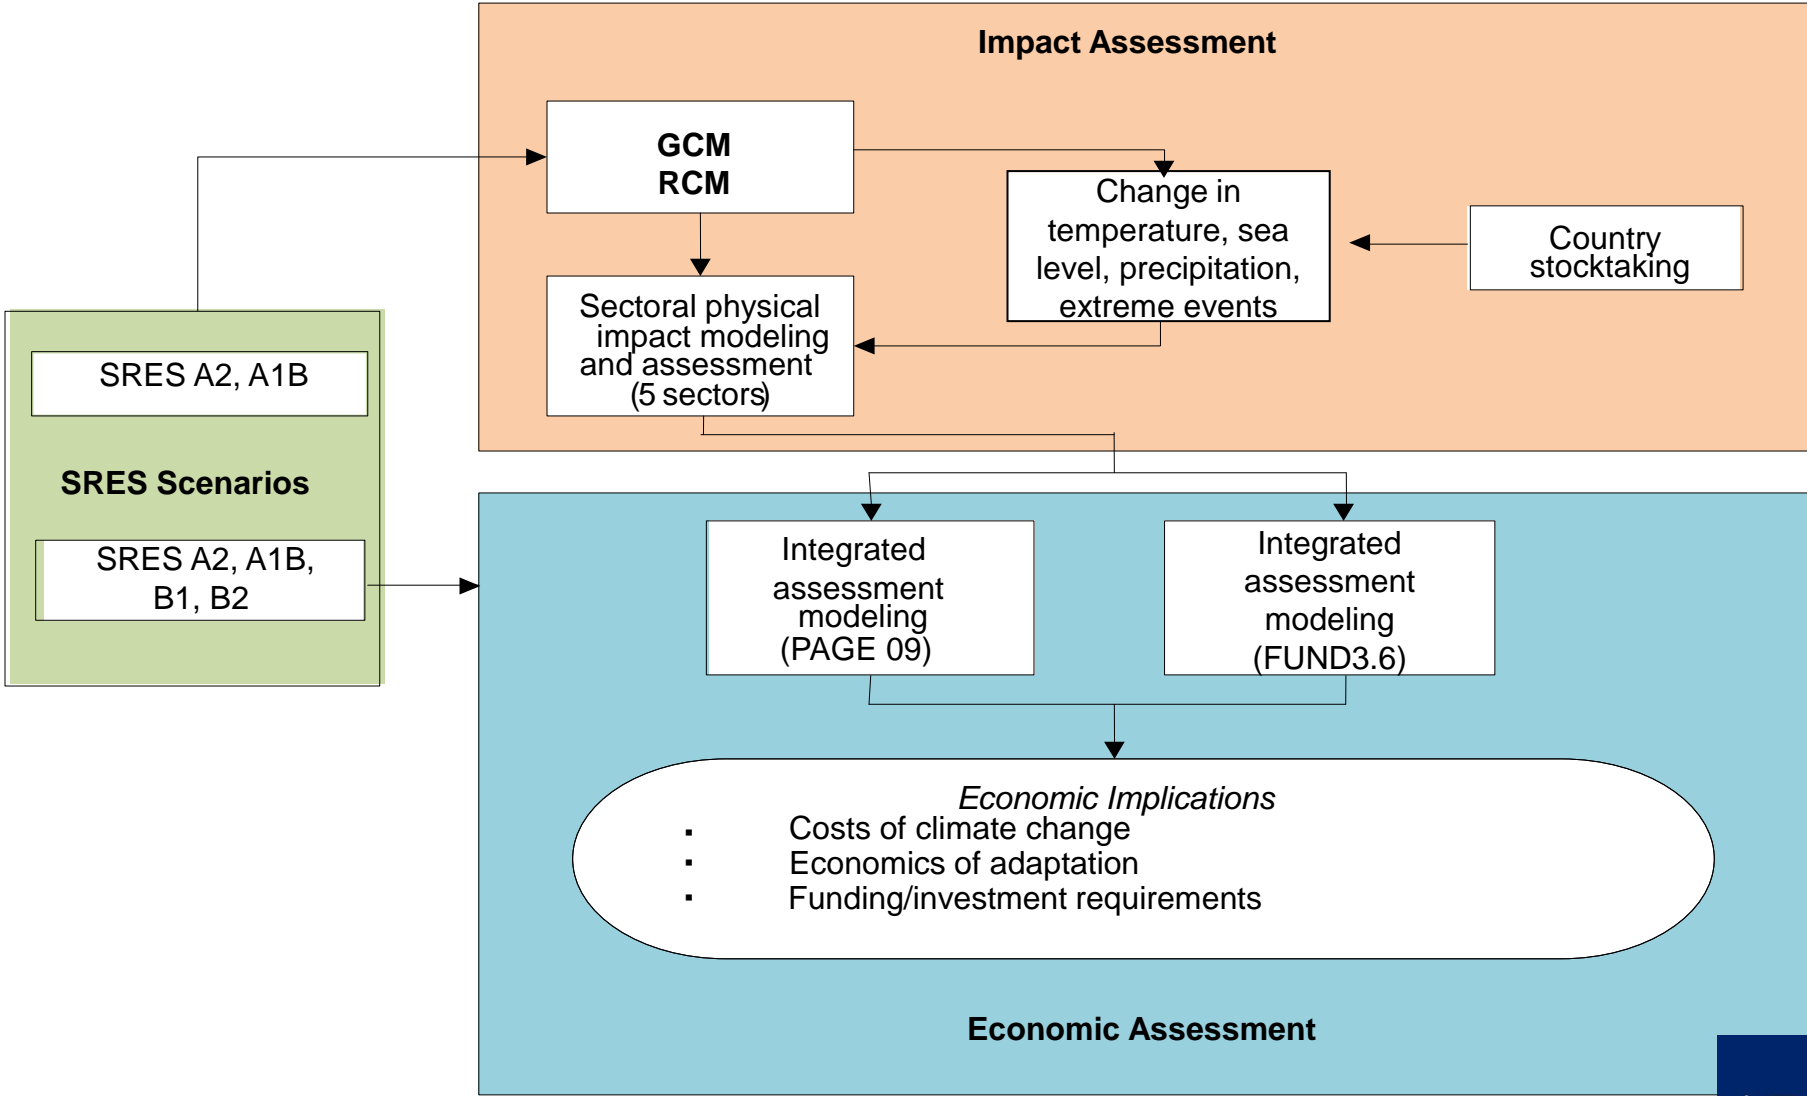 Impact Assessment
GCM
RCM
Change in
temperature, sea
level, precipitation,
extreme events
Country
stocktaking
Sectoral physical
impact modeling
and assessment
(5 sectors)
SRES A2, A1B
SRES Scenarios
SRES A2, A1B,
B1, B2
Integrated
assessment
modeling
(PAGE 09)
Integrated
assessment
modeling
(FUND3.6)
Economic Implications
▪ Costs of climate change
▪ Economics of adaptation
▪ Funding/investment requirements
Economic Assessment